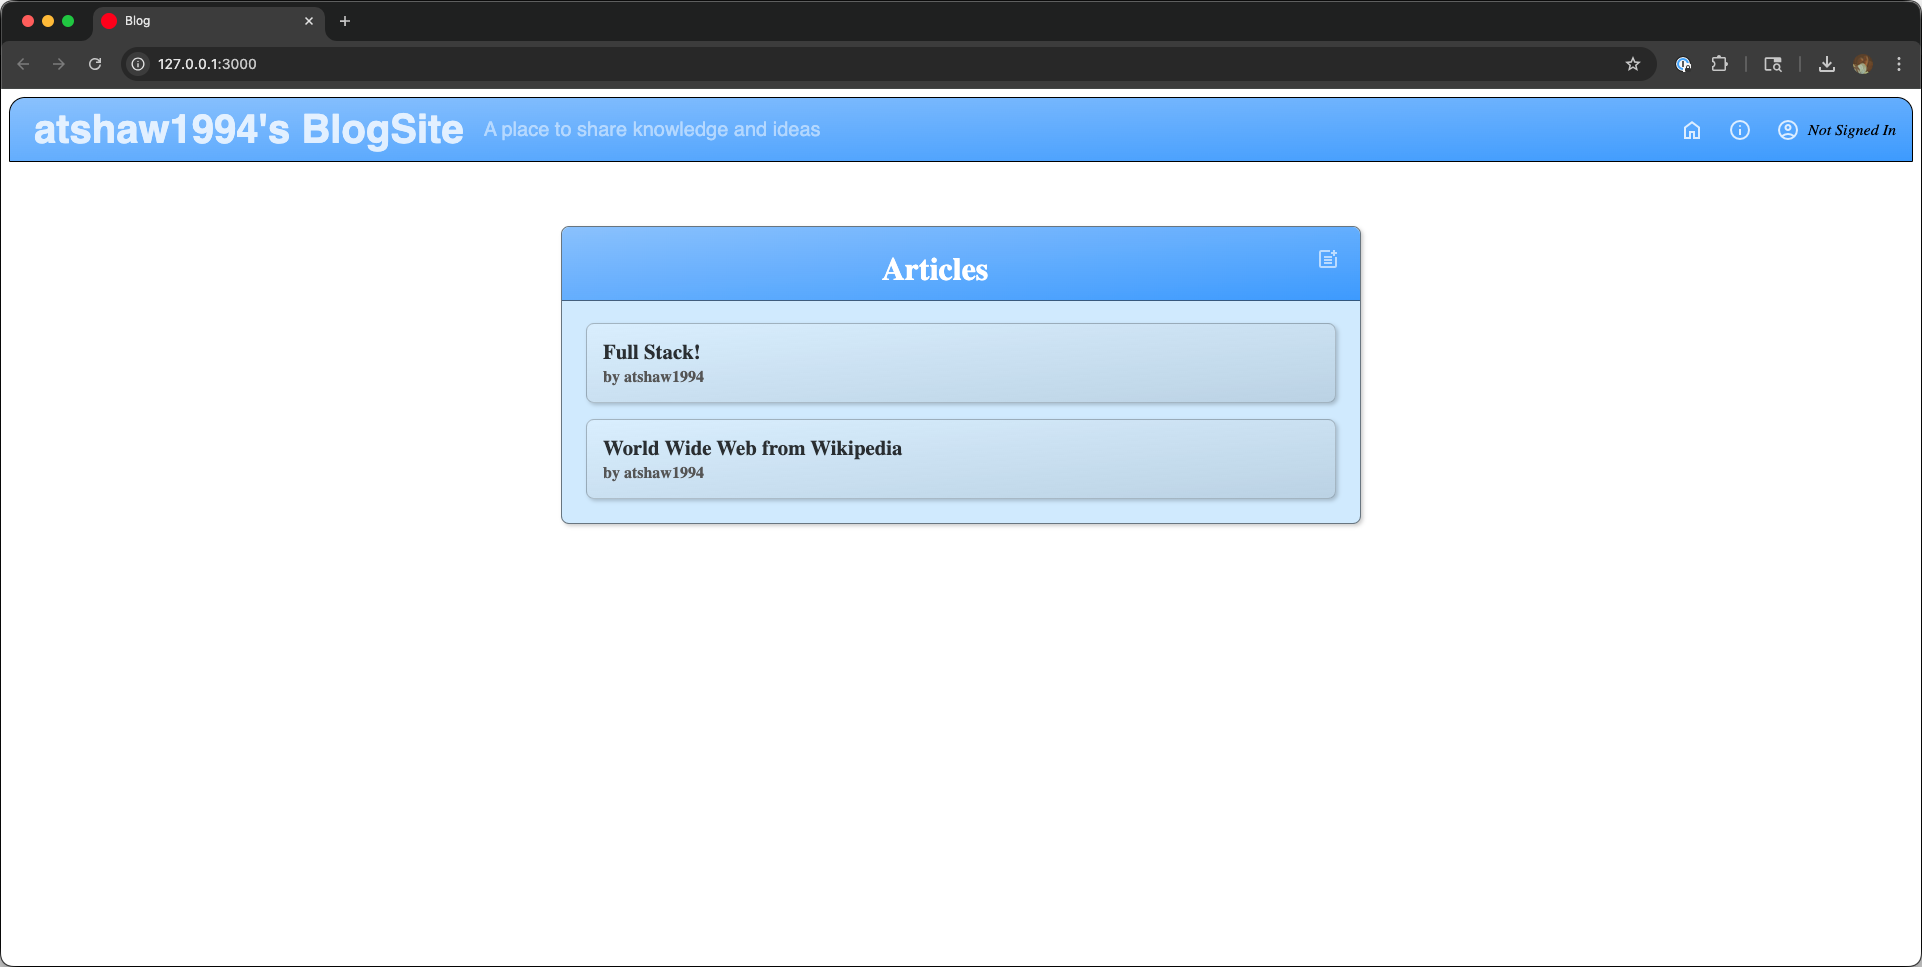 Blog
127.0.0.1:3000
atshaw1994's BlogSite
A place to share knowledge and ideas
Not Signed In
Articles
Full Stack!
by atshaw1994
World Wide Web from Wikipedia
by atshaw1994